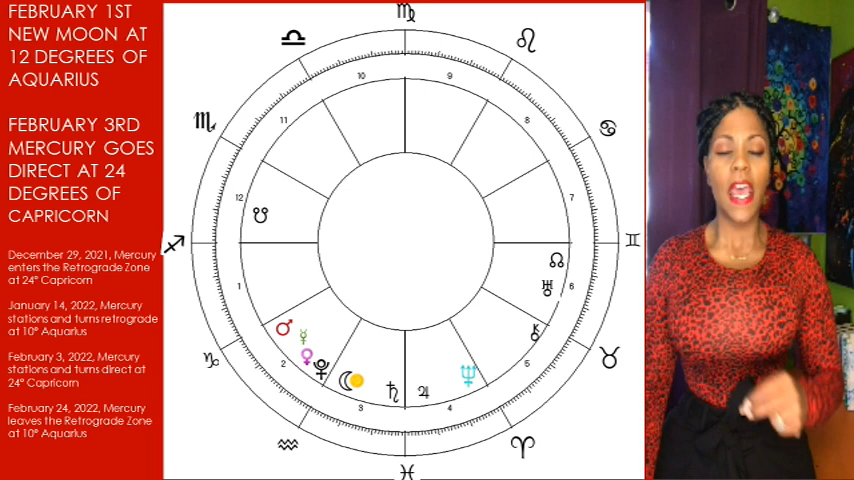 FEBRUARY 1ST
NEW MOON AT
12 DEGREES OF
AQUARIUS
FEBRUARY 3RD
MERCURY GOES
DIRECT AT 24
DEGREES OF
CAPRICORN
December 29, 2021, Mercury
enters the Retrograde Zone
at 24° Capricorn
January 14, 2022, Mercury
stations and turns retrograde
at 10° Aquarius
February 3, 2022, Mercury
stations and turns direct at
24° Capricorn
February 24, 2022, Mercury
leaves the Retrograde Zone
at 10° Aquarius
♍
♎
♌
10
9
♏
11
8
♋
12
7
☋
♐
♊
☊
1
♅
6
♂
☿
⚷
♑
♀
♇
2
☽
☉
♄
♃
♆
5
♉
3
4
♒
♈
♓